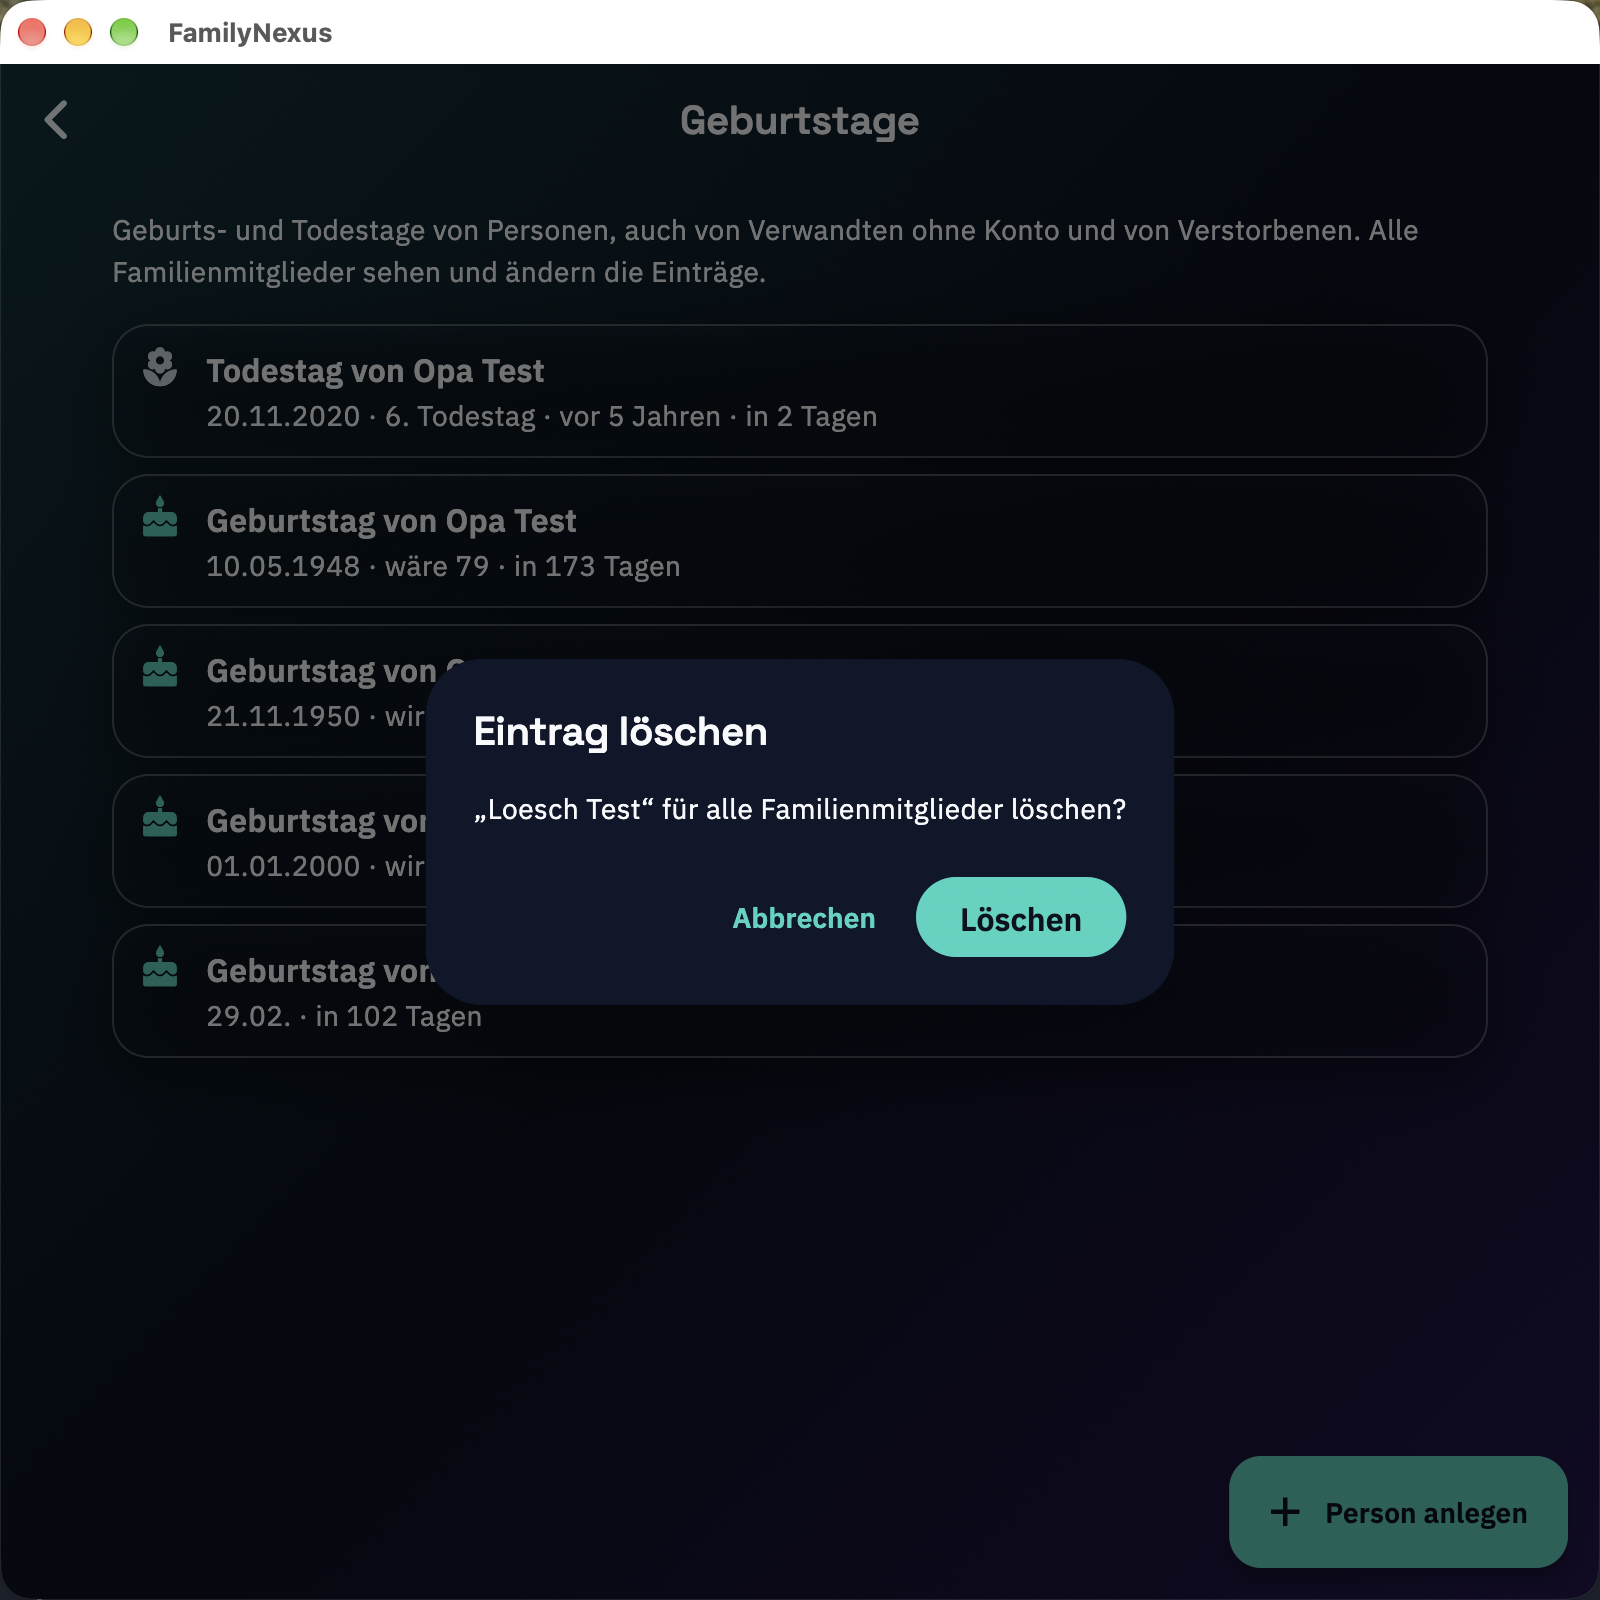 FamilyNexus
Geburtstage
Geburts- und Todestage von Personen, auch von Verwandten ohne Konto und von Verstorbenen. Alle
Familienmitglieder sehen und ändern die Einträge.
Todestag von Opa Test
20.11.2020 · 6. Todestag · vor 5 Jahren · in 2 Tagen
Geburtstag von Opa Test
10.05.1948 · wäre 79 · in 173 Tagen
Geburtstag von
21.11.1950 · wir
Geburtstag von
01.01.2000 · wir
Geburtstag von
29.02. · in 102 Tagen
Eintrag löschen
„Loesch Test“ für alle Familienmitglieder löschen?
Abbrechen
Löschen
Person anlegen